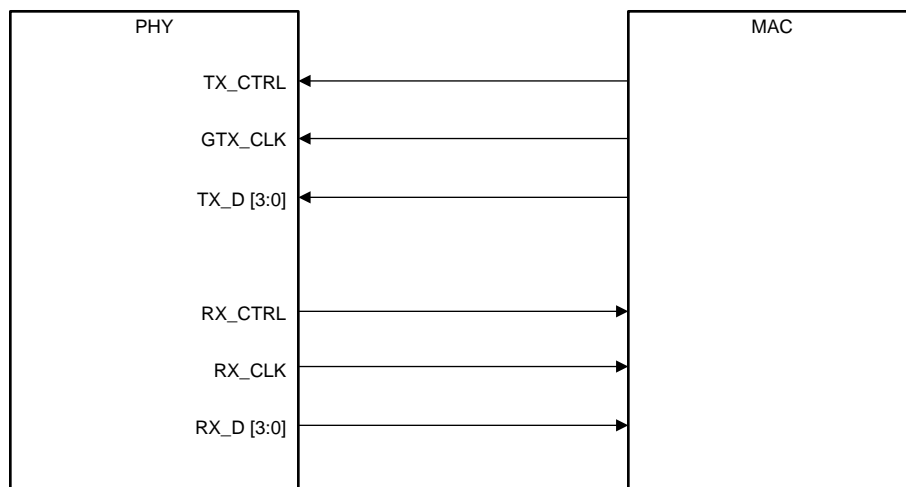 PHY
MAC
TX_CTRL
GTX_CLK
TX_D [3:0]
RX_CTRL
RX_CLK
RX_D [3:0]